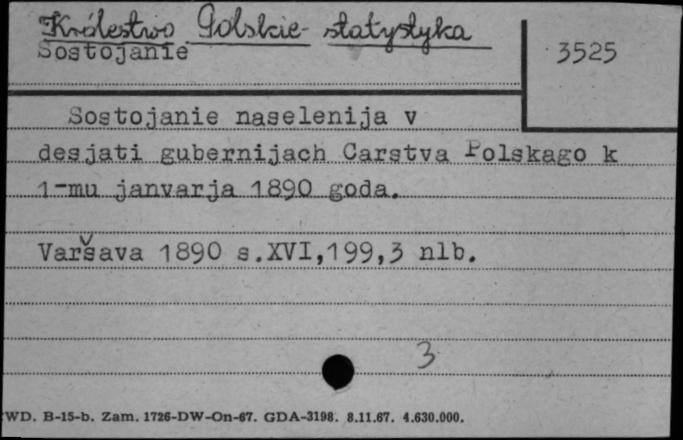 Królestwo Polskie - statystyka
Sostojanie
3525
Sostojanie naselenija v
desjati gubernijach Carstva Polskago k
1-mu janvarja 1890 goda.
Varšava 1890 s.XVI,199,3 nlb.
3
WD. B-15-b. Zam. 1726-DW-On-67. GDA-3198. 8.11.67. 4.630.000.